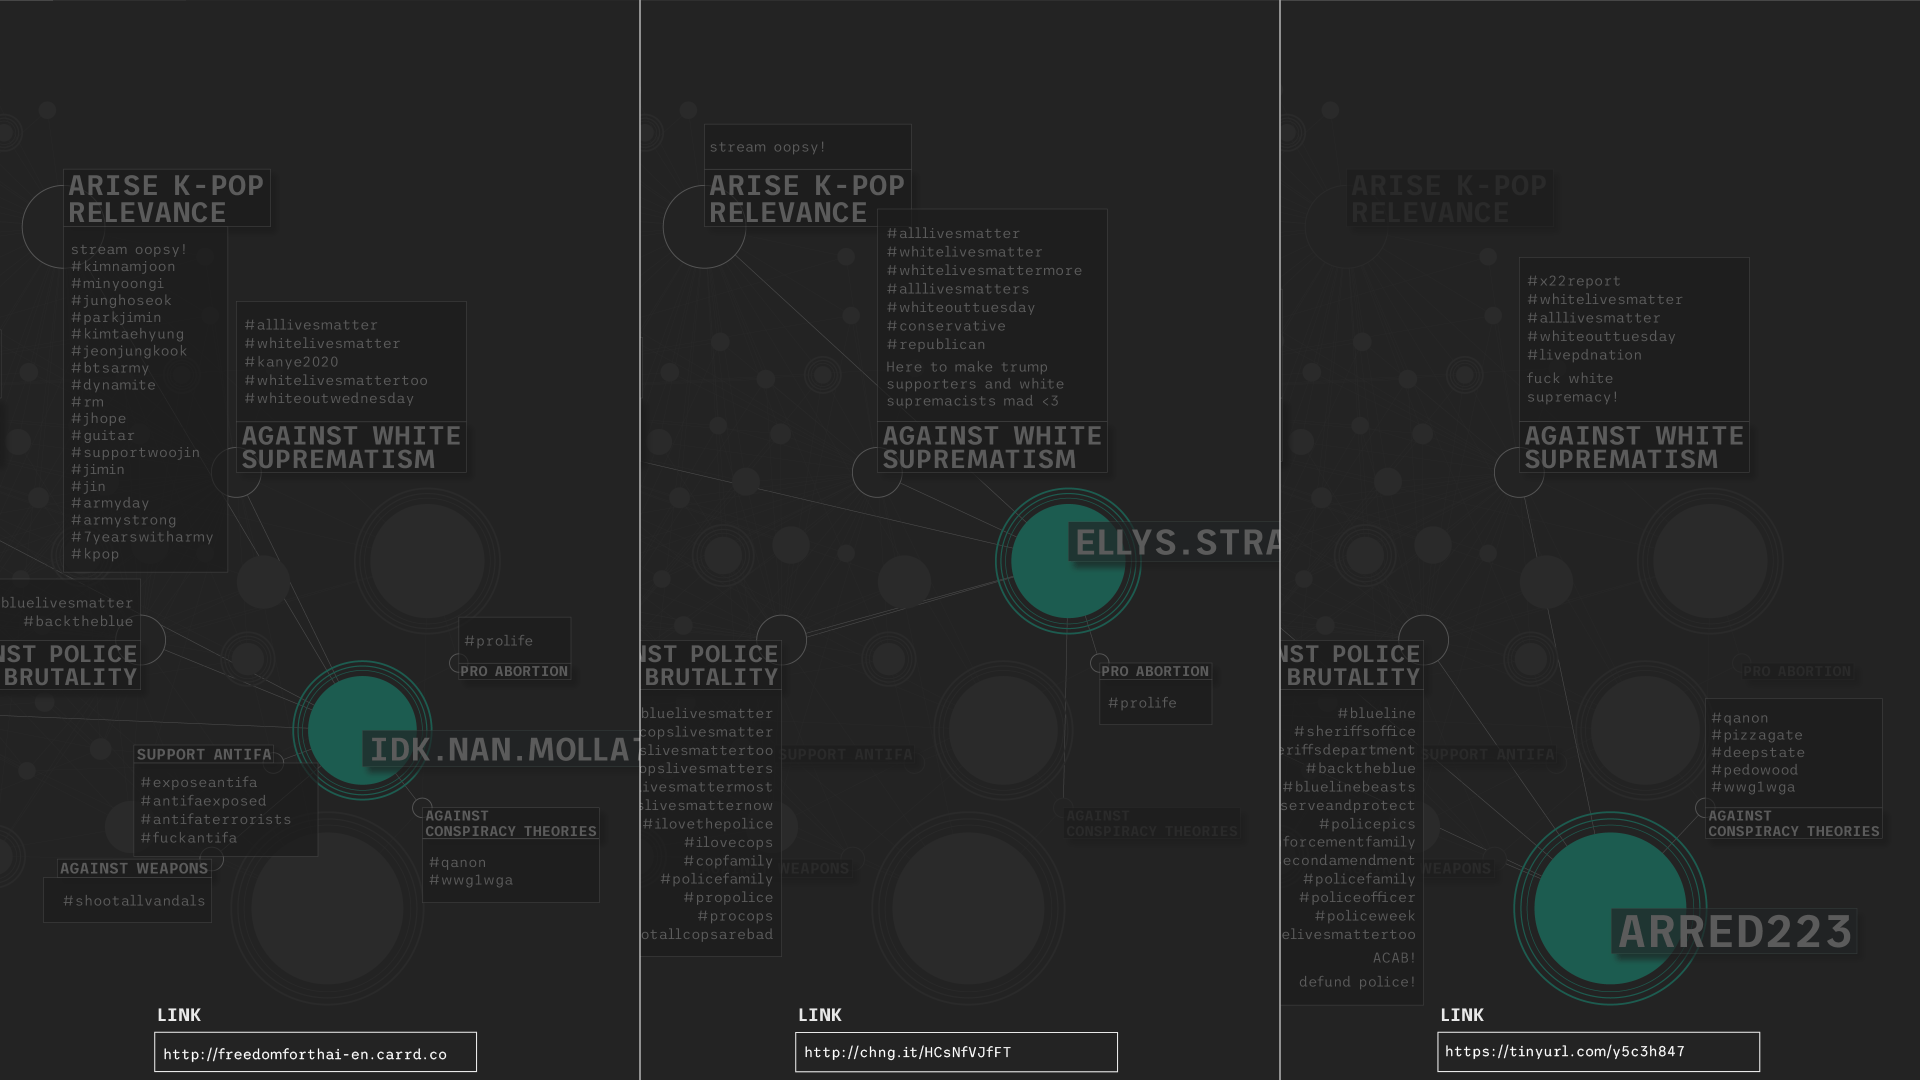 ARISE K-POP
RELEVANCE
stream oopsy!
#kimnamjoon
#minyoongi
#junghoseok
#parkjimin
#kimtaehyung
#jeonjungkook
#btsarmy
#dynamite
#rm
#jhope
#guitar
#supportwoojin
#jimin
#jin
#armyday
#armystrong
#7yearswitharmy
#kpop
#alllivesmatter
#whitelivesmatter
#kanye2020
#whitelivesmattertoo
#whiteoutwednesday
AGAINST WHITE
SUPREMATISM
bluelivesmatter
#backtheblue
NST POLICE
BRUTALITY
#prolife
PRO ABORTION
IDK.NAN.MOLLA
SUPPORT ANTIFA
#exposeantifa
#antifaexposed
#antifaterrorists
#fuckantifa
AGAINST
CONSPIRACY THEORIES
#qanon
#wwg1wga
AGAINST WEAPONS
#shootallvandals
LINK
http://freedomforthai-en.carrd.co
stream oopsy!
ARISE K-POP
RELEVANCE
#alllivesmatter
#whitelivesmatter
#whitelivesmattermore
#alllivesmatters
#whiteouttuesday
#conservative
#republican
Here to make trump
supporters and white
supremacists mad <3
AGAINST WHITE
SUPREMATISM
ELLYS.STRA
NST POLICE
BRUTALITY
bluelivesmatter
copslivesmatter
slivesmattertoo
opslivesmatters
ivesmattermost
slivesmatternow
#ilovethepolice
#ilovecops
#copfamily
#policefamily
#propolice
#procops
otallcopsarebad
PRO ABORTION
#prolife
SUPPORT ANTIFA
AGAINST
CONSPIRACY THEORIES
WEAPONS
LINK
http://chng.it/HCsNfVJfFT
ARISE K-POP
RELEVANCE
#x22report
#whitelivesmatter
#alllivesmatter
#whiteouttuesday
#livepdnation
fuck white
supremacy!
AGAINST WHITE
SUPREMATISM
NST POLICE
BRUTALITY
#blueline
#sheriffsoffice
eriffsdepartment
#backtheblue
#bluelinebeasts
serveandprotect
#policepics
forcementfamily
econdamendment
#policefamily
#policeofficer
#policeweek
elivesmattertoo
ACAB!
defund police!
PRO ABORTION
SUPPORT ANTIFA
#qanon
#pizzagate
#deepstate
#pedowood
#wwglwga
AGAINST
CONSPIRACY THEORIES
WEAPONS
ARRED223
LINK
https://tinyurl.com/y5c3h847